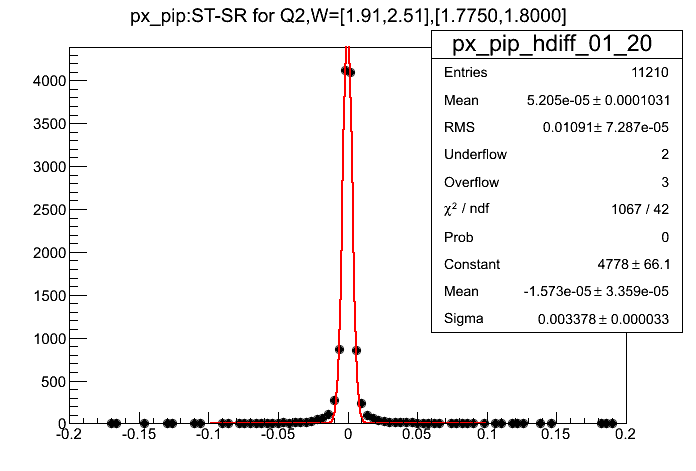 px_pip:ST-SR for Q2,W=[1.91,2.51],[1.7750,1.8000]
px_pip_hdiff_01_20
Entries 11210
Mean 5.205e-05 ± 0.0001031
RMS 0.01091 ± 7.287e-05
Underflow 2
Overflow 3
χ² / ndf 1067 / 42
Prob 0
Constant 4778 ± 66.1
Mean -1.573e-05 ± 3.359e-05
Sigma 0.003378 ± 0.000033
4000
3500
3000
2500
2000
1500
1000
500
0
-0.2 -0.15 -0.1 -0.05 0 0.05 0.1 0.15 0.2